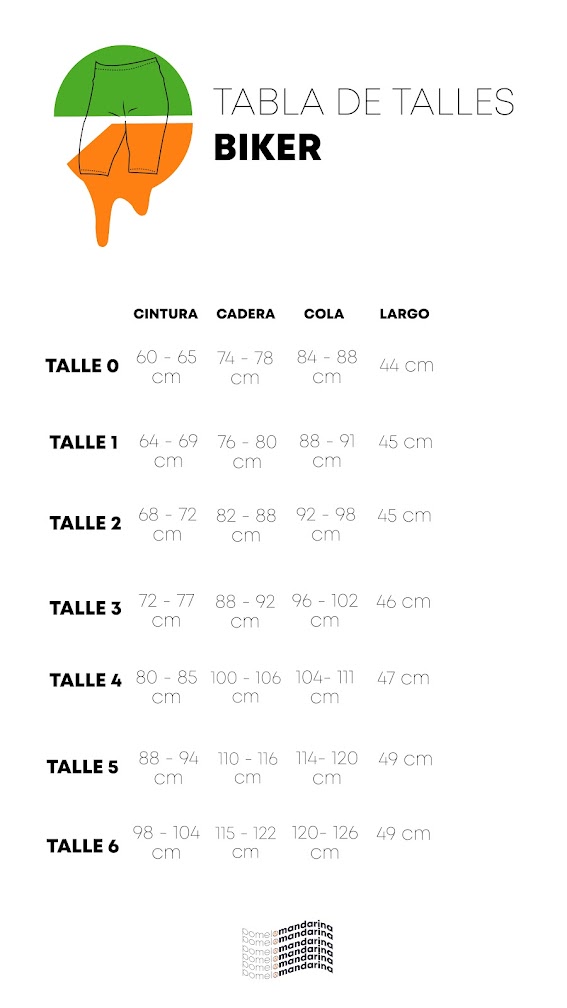 TABLA DE TALLES
BIKER
CINTURA CADERA COLA LARGO
TALLE 0 60 - 65 cm 74 - 78 cm 84 - 88 cm 44 cm
TALLE 1 64 - 69 cm 76 - 80 cm 88 - 91 cm 45 cm
TALLE 2 68 - 72 cm 82 - 88 cm 92 - 98 cm 45 cm
TALLE 3 72 - 77 cm 88 - 92 cm 96 - 102 cm 46 cm
TALLE 4 80 - 85 cm 100 - 106 cm 104- 111 cm 47 cm
TALLE 5 88 - 94 cm 110 - 116 cm 114- 120 cm 49 cm
TALLE 6 98 - 104 cm 115 - 122 cm 120- 126 cm 49 cm
pomelomandarina
pomelomandarina
pomelomandarina
pomelomandarina
pomelomandarina
pomelomandarina